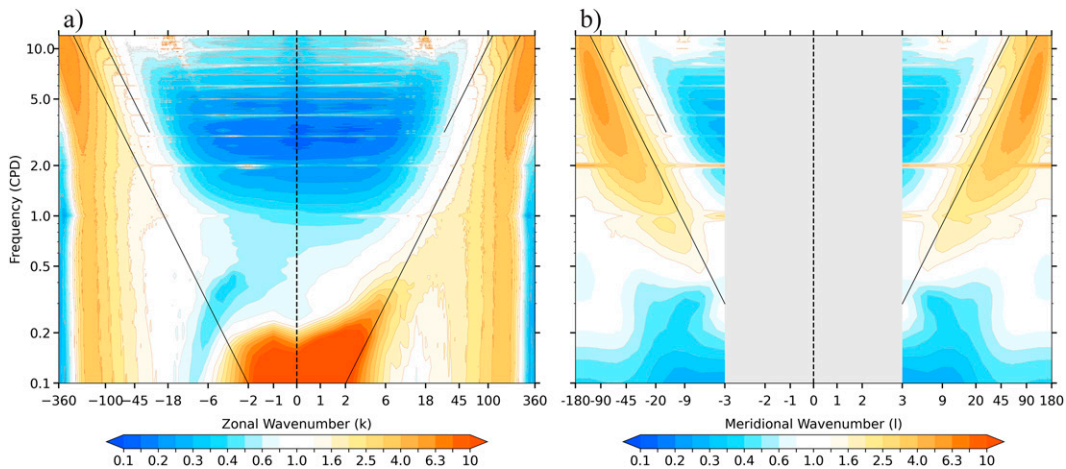 a)
b)
Frequency (CPD)
10.0
5.0
2.0
1.0
0.5
0.2
0.1
−360 −100 −45 −18 −6 −2 −1 0 1 2 6 18 45 100 360
Zonal Wavenumber (k)
0.1 0.2 0.3 0.4 0.6 1.0 1.6 2.5 4.0 6.3 10
-180 -90 -45 -20 -9 -3 -2 -1 0 1 2 3 9 20 45 90 180
Meridional Wavenumber (l)
0.1 0.2 0.3 0.4 0.6 1.0 1.6 2.5 4.0 6.3 10